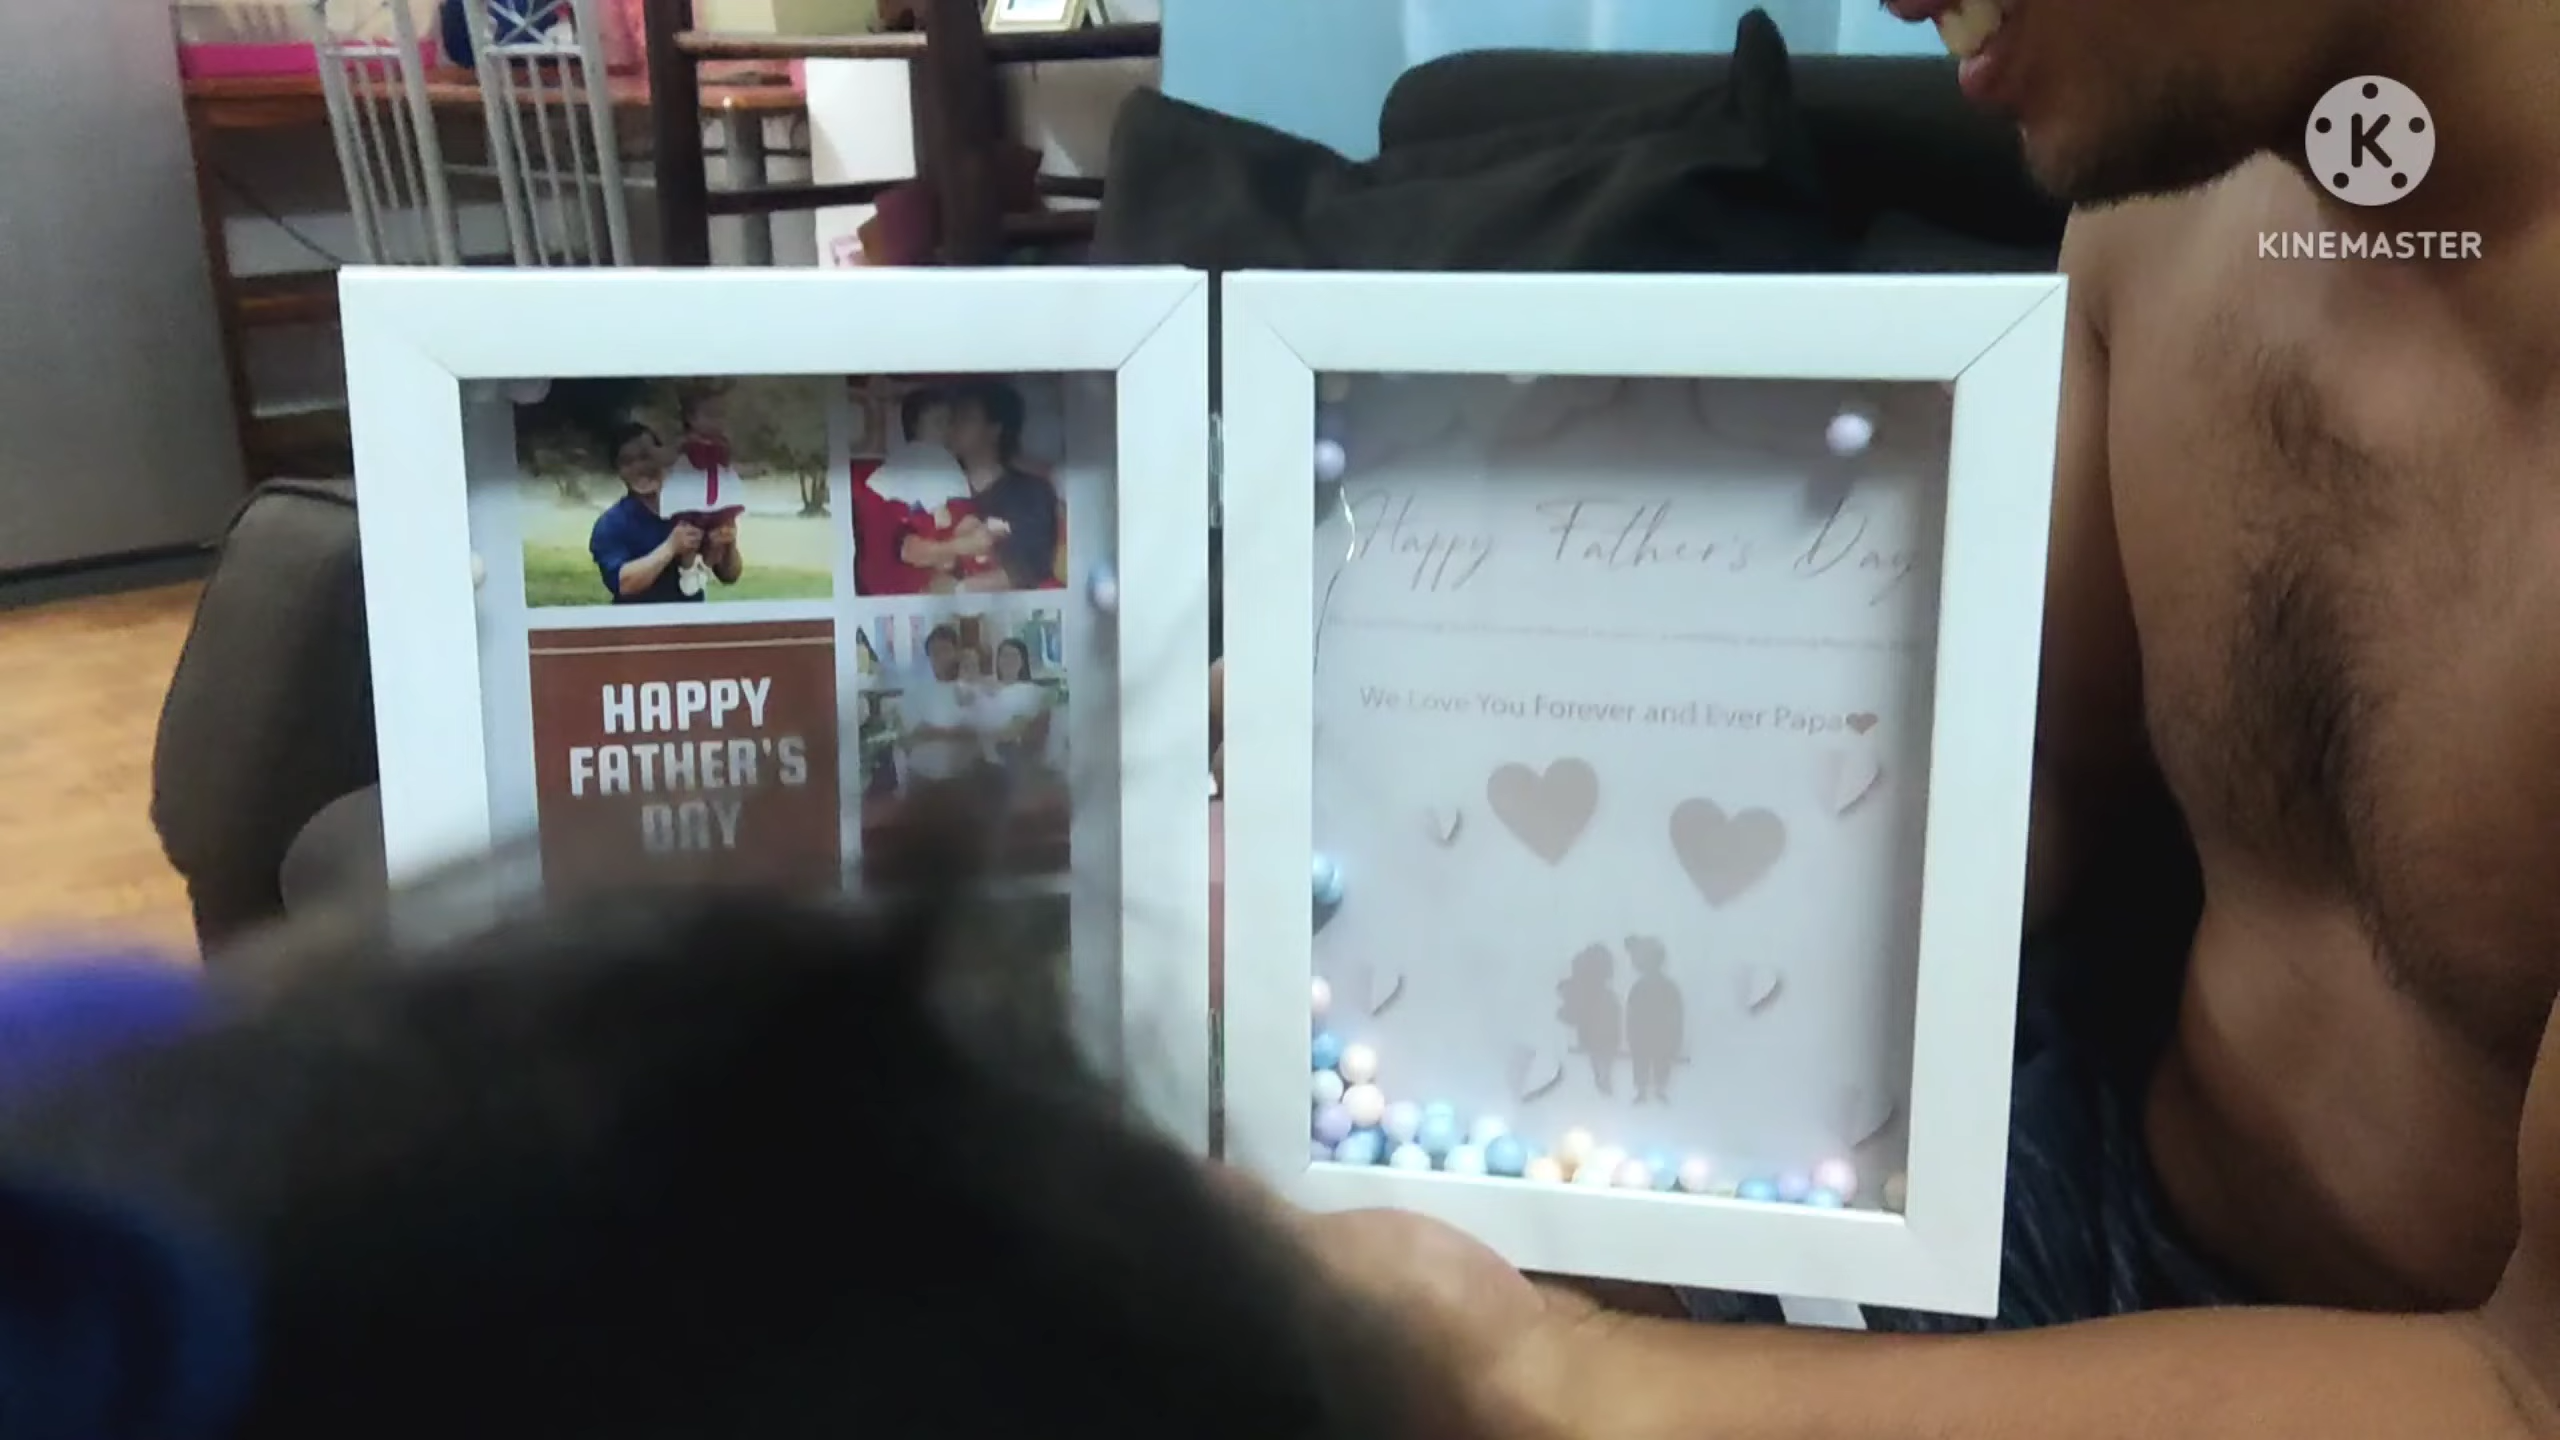 KINEMASTER
HAPPY
FATHER'S
DAY
Happy Father's Day
We Love You Forever and Ever Papa❤